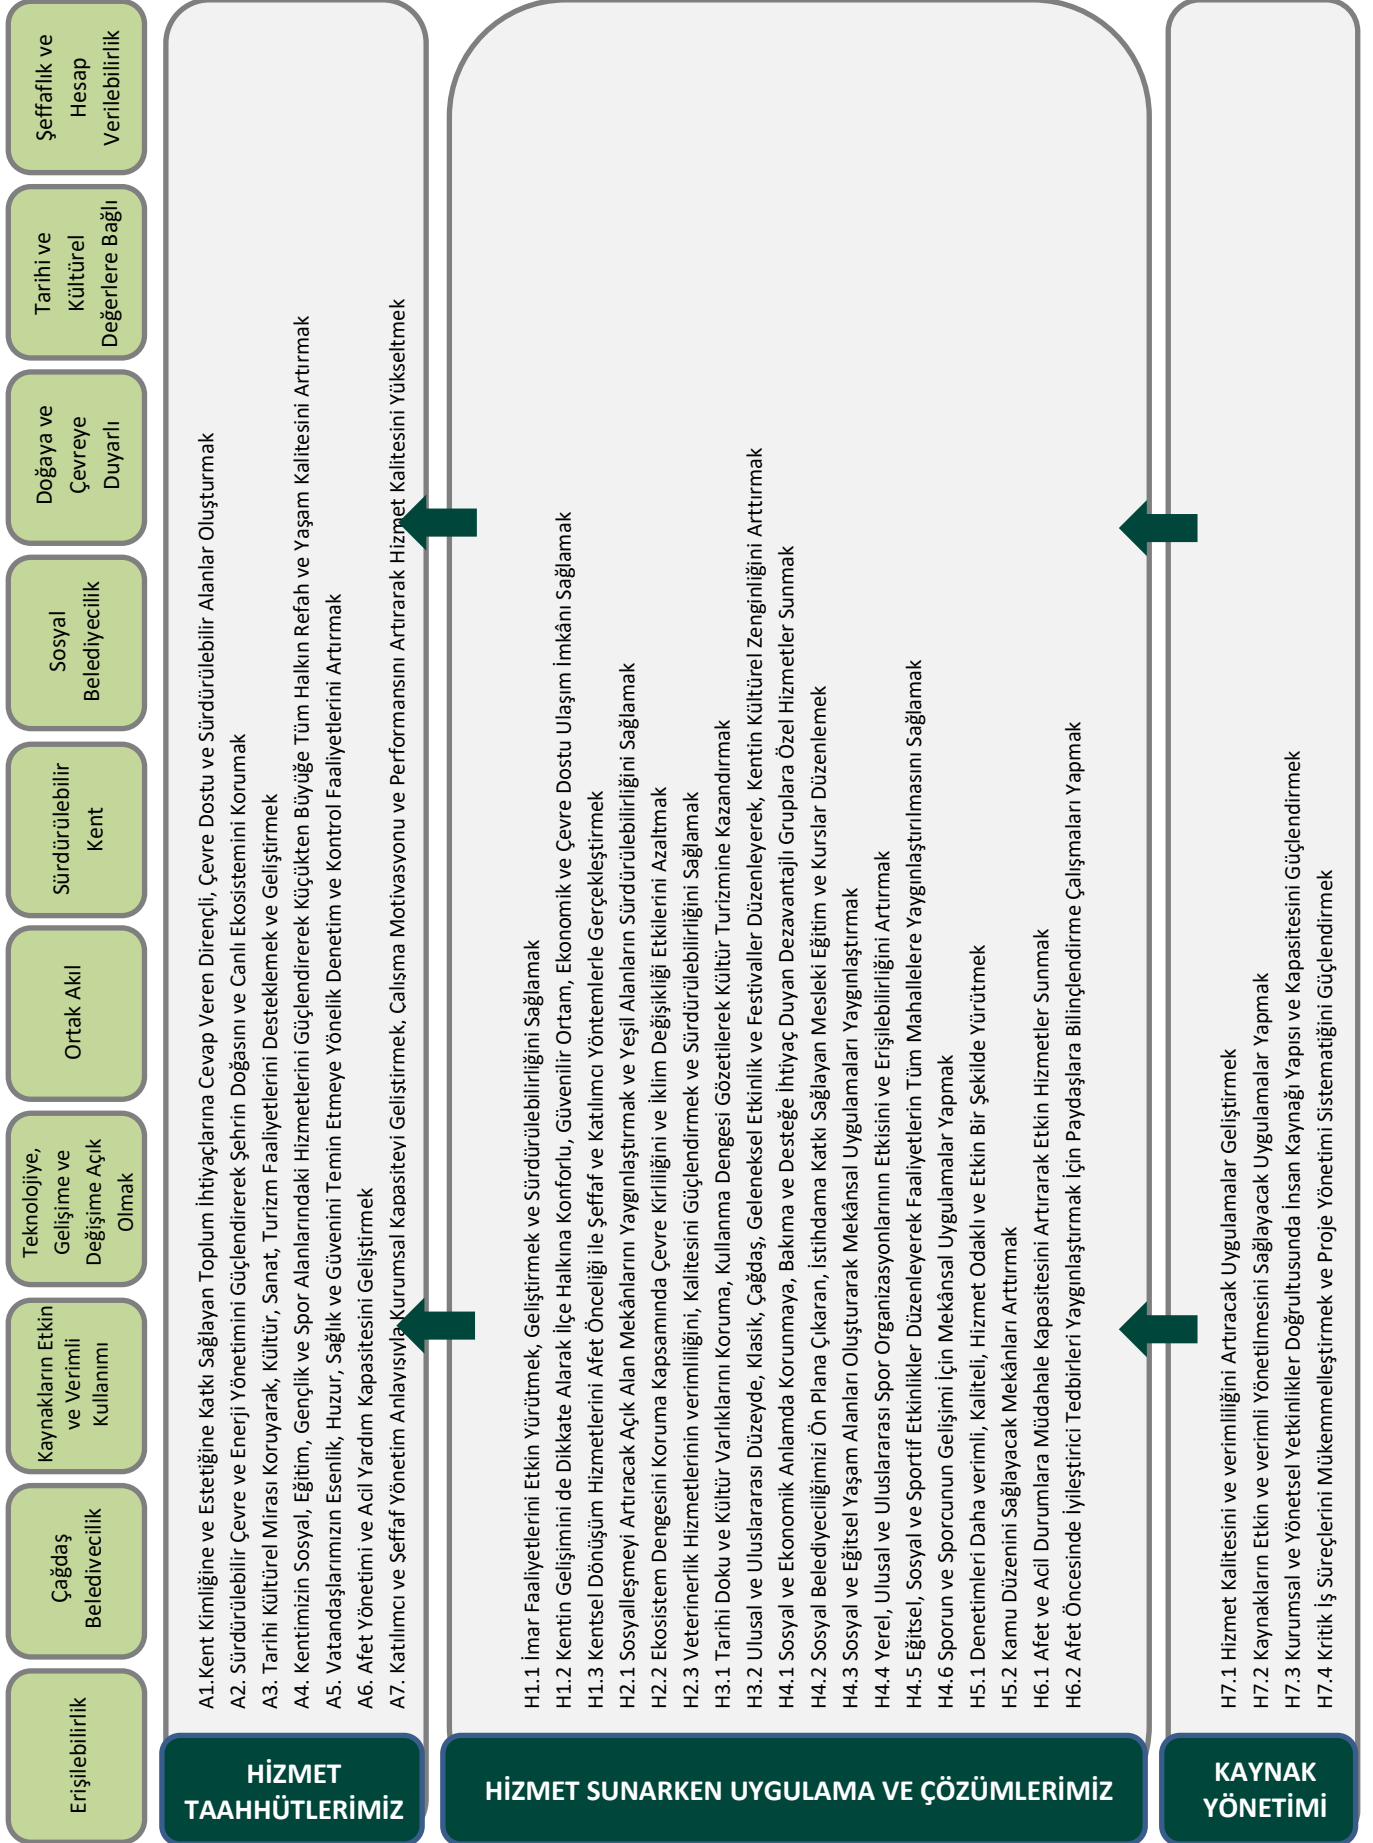 Erişilebilirlik
Çağdaş
Belediyecilik
Kaynakların Etkin
ve Verimli
Kullanımı
Teknolojiye,
Gelişime ve
Değişime Açık
Olmak
Ortak Akıl
Sürdürülebilir
Kent
Sosyal
Belediyecilik
Doğaya ve
Çevreye
Duyarlı
Tarihi ve
Kültürel
Değerlere Bağlı
Şeffaflık ve
Hesap
Verilebilirlik
HİZMET
TAAHHÜTLERİMİZ
A1.Kent Kimliğine ve Estetiğine Katkı Sağlayan Toplum İhtiyaçlarına Cevap Veren Dirençli, Çevre Dostu ve Sürdürülebilir Alanlar Oluşturmak
A2. Sürdürülebilir Çevre ve Enerji Yönetimini Güçlendirerek Şehrin Doğasını ve Canlı Ekosistemini Korumak
A3. Tarihi Kültürel Mirası Koruyarak, Kültür, Sanat, Turizm Faaliyetlerini Desteklemek ve Geliştirmek
A4. Kentimizin Sosyal, Eğitim, Gençlik ve Spor Alanlarındaki Hizmetlerini Güçlendirerek Küçükten Büyüğe Tüm Halkın Refah ve Yaşam Kalitesini Artırmak
A5. Vatandaşlarımızın Esenlik, Huzur, Sağlık ve Güvenini Temin Etmeye Yönelik Denetim ve Kontrol Faaliyetlerini Artırmak
A6. Afet Yönetimi ve Acil Yardım Kapasitesini Geliştirmek
A7. Katılımcı ve Şeffaf Yönetim Anlayışıyla Kurumsal Kapasiteyi Geliştirmek, Çalışma Motivasyonu ve Performansını Artırarak Hizmet Kalitesini Yükseltmek
HİZMET SUNARKEN UYGULAMA VE ÇÖZÜMLERİMİZ
H1.1 İmar Faaliyetlerini Etkin Yürütmek, Geliştirmek ve Sürdürülebilirliğini Sağlamak
H1.2 Kentin Gelişimini de Dikkate Alarak İlçe Halkına Konforlu, Güvenilir Ortam, Ekonomik ve Çevre Dostu Ulaşım İmkânı Sağlamak
H1.3 Kentsel Dönüşüm Hizmetlerini Afet Önceliği ile Şeffaf ve Katılımcı Yöntemlerle Gerçekleştirmek
H2.1 Sosyalleşmeyi Artıracak Açık Alan Mekânlarını Yaygınlaştırmak ve Yeşil Alanların Sürdürülebilirliğini Sağlamak
H2.2 Ekosistem Dengesini Koruma Kapsamında Çevre Kirliliğini ve İklim Değişikliği Etkilerini Azaltmak
H2.3 Veterinerlik Hizmetlerinin verimliliğini, Kalitesini Güçlendirmek ve Sürdürülebilirliğini Sağlamak
H3.1 Tarihi Doku ve Kültür Varlıklarını Koruma, Kullanma Dengesi Gözetilerek Kültür Turizmine Kazandırmak
H3.2 Ulusal ve Uluslararası Düzeyde, Klasik, Çağdaş, Geleneksel Etkinlik ve Festivaller Düzenleyerek, Kentin Kültürel Zenginliğini Arttırmak
H4.1 Sosyal ve Ekonomik Anlamda Korunmaya, Bakıma ve Desteğe İhtiyaç Duyan Dezavantajlı Gruplara Özel Hizmetler Sunmak
H4.2 Sosyal Belediyeciliğimizi Ön Plana Çıkaran, İstihdama Katkı Sağlayan Mesleki Eğitim ve Kurslar Düzenlemek
H4.3 Sosyal ve Eğitsel Yaşam Alanları Oluşturarak Mekânsal Uygulamaları Yaygınlaştırmak
H4.4 Yerel, Ulusal ve Uluslararası Spor Organizasyonlarının Etkisini ve Erişilebilirliğini Artırmak
H4.5 Eğitsel, Sosyal ve Sportif Etkinlikler Düzenleyerek Faaliyetlerin Tüm Mahallelere Yaygınlaştırılmasını Sağlamak
H4.6 Sporun ve Sporcunun Gelişimi İçin Mekânsal Uygulamalar Yapmak
H5.1 Denetimleri Daha verimli, Kaliteli, Hizmet Odaklı ve Etkin Bir Şekilde Yürütmek
H5.2 Kamu Düzenini Sağlayacak Mekânları Arttırmak
H6.1 Afet ve Acil Durumlara Müdahale Kapasitesini Artırarak Etkin Hizmetler Sunmak
H6.2 Afet Öncesinde İyileştirici Tedbirleri Yaygınlaştırmak İçin Paydaşlara Bilinçlendirme Çalışmaları Yapmak
KAYNAK
YÖNETİMİ
H7.1 Hizmet Kalitesini ve verimliliğini Artıracak Uygulamalar Geliştirmek
H7.2 Kaynakların Etkin ve verimli Yönetilmesini Sağlayacak Uygulamalar Yapmak
H7.3 Kurumsal ve Yönetsel Yetkinlikler Doğrultusunda İnsan Kaynağı Yapısı ve Kapasitesini Güçlendirmek
H7.4 Kritik İş Süreçlerini Mükemmelleştirmek ve Proje Yönetimi Sistematiğini Güçlendirmek